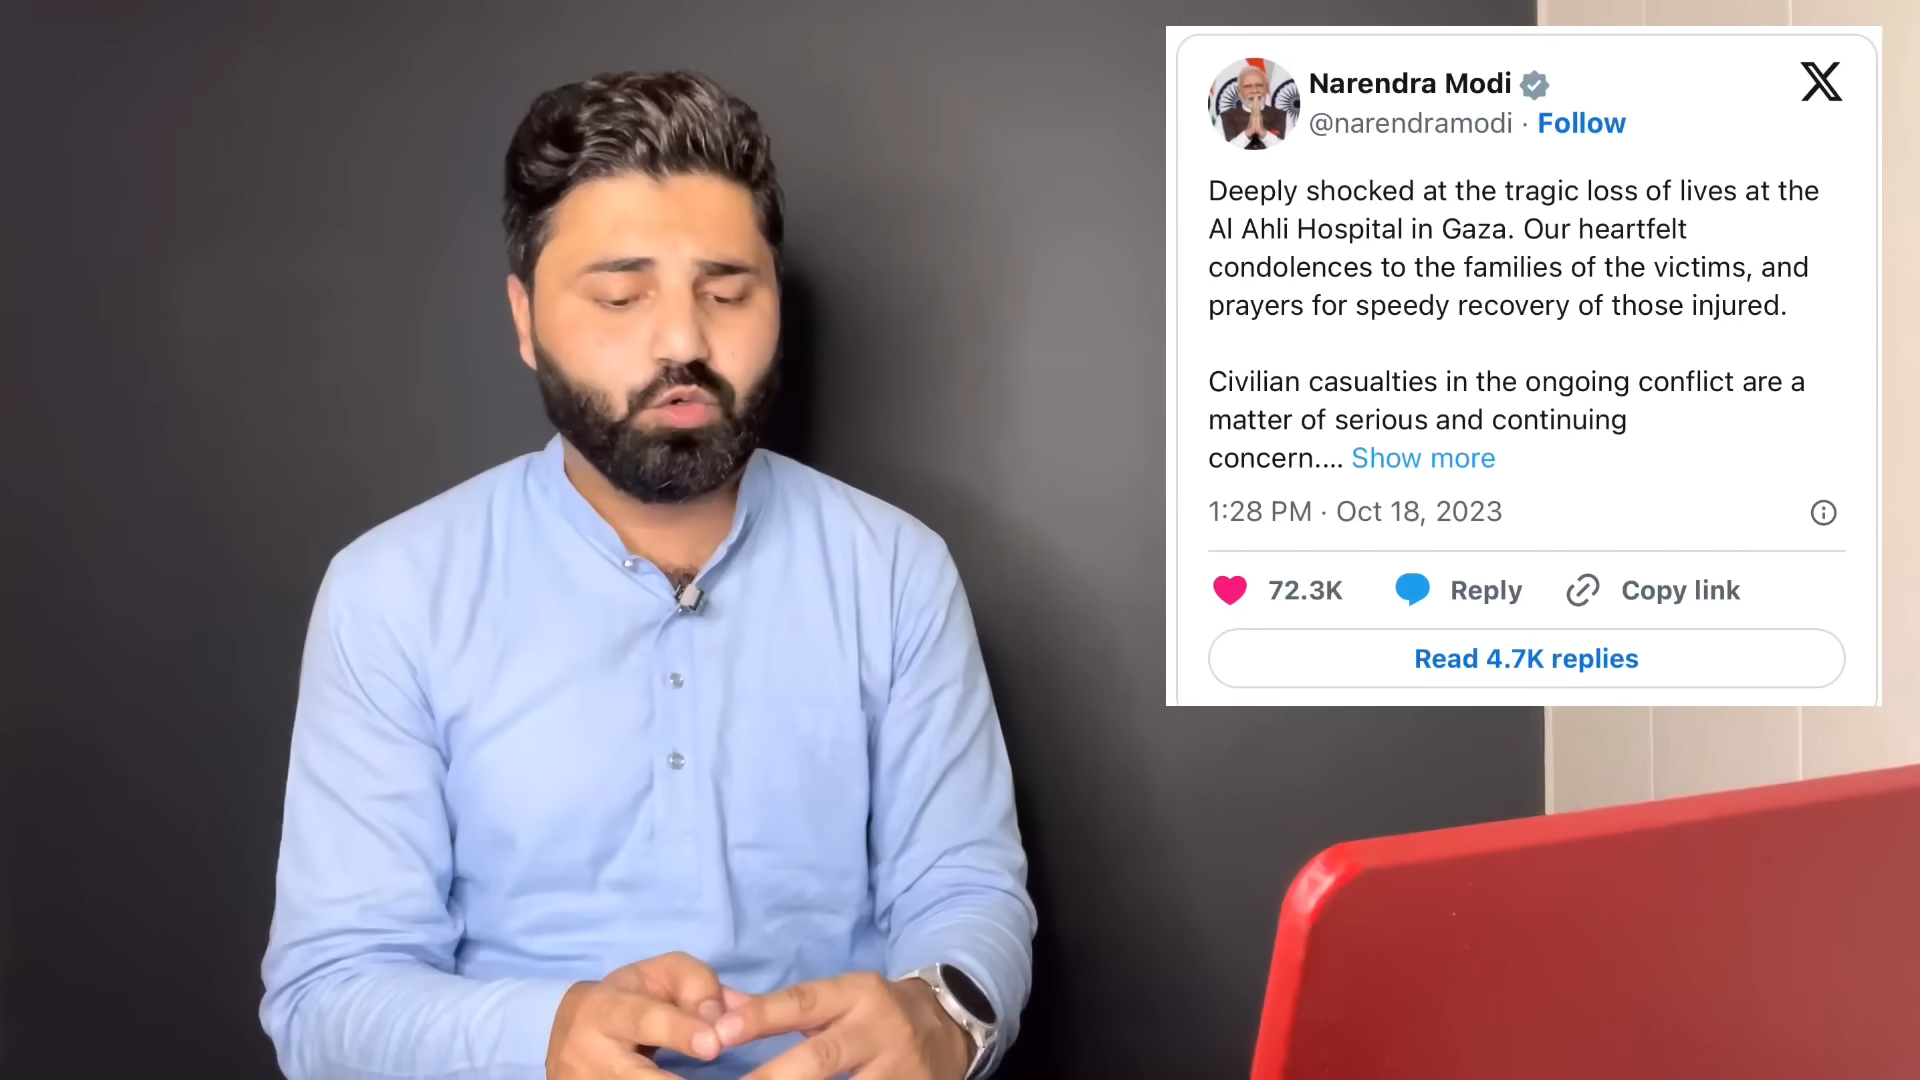 Narendra Modi
@narendramodi · Follow
Deeply shocked at the tragic loss of lives at the
Al Ahli Hospital in Gaza. Our heartfelt
condolences to the families of the victims, and
prayers for speedy recovery of those injured.
Civilian casualties in the ongoing conflict are a
matter of serious and continuing
concern.... Show more
1:28 PM · Oct 18, 2023
72.3K Reply Copy link
Read 4.7K replies